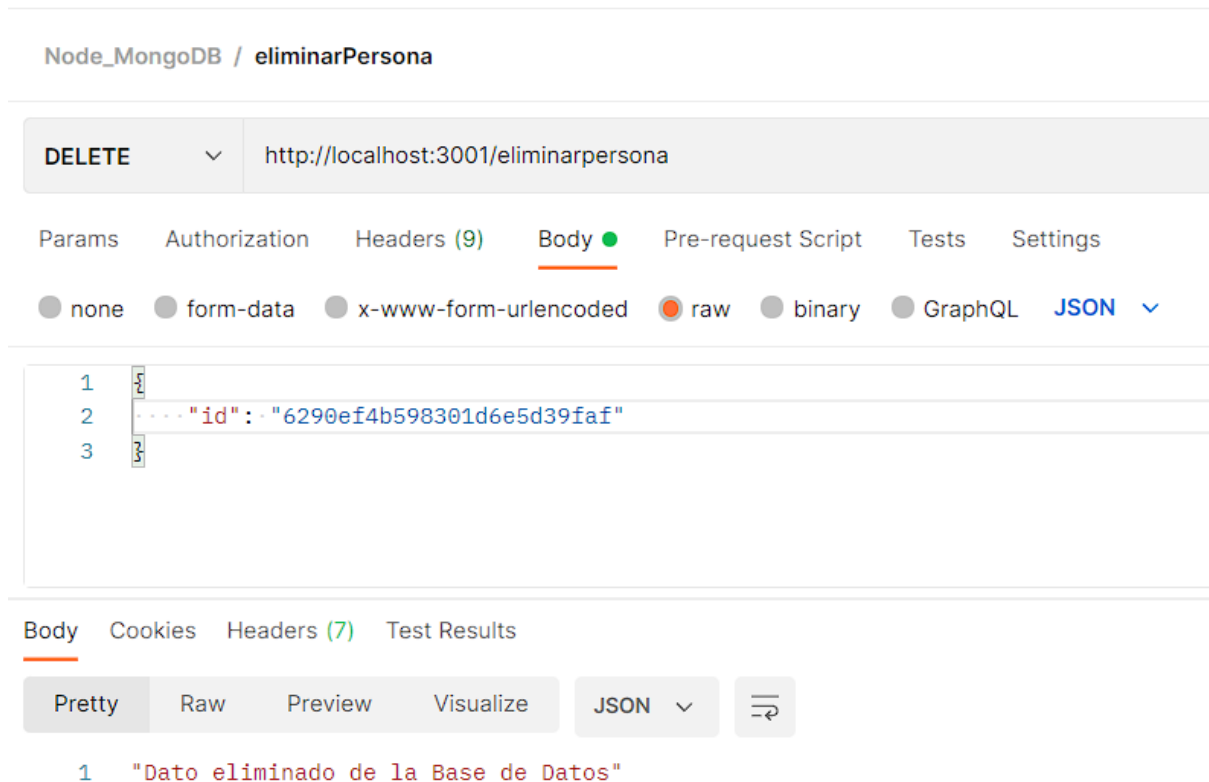 Node_MongoDB / eliminarPersona
DELETE http://localhost:3001/eliminarpersona
Params Authorization Headers (9) Body Pre-request Script Tests Settings
none form-data x-www-form-urlencoded raw binary GraphQL JSON
1 {
2 "id": "6290ef4b598301d6e5d39faf"
3 }
Body Cookies Headers (7) Test Results
Pretty Raw Preview Visualize JSON
1 "Dato eliminado de la Base de Datos"